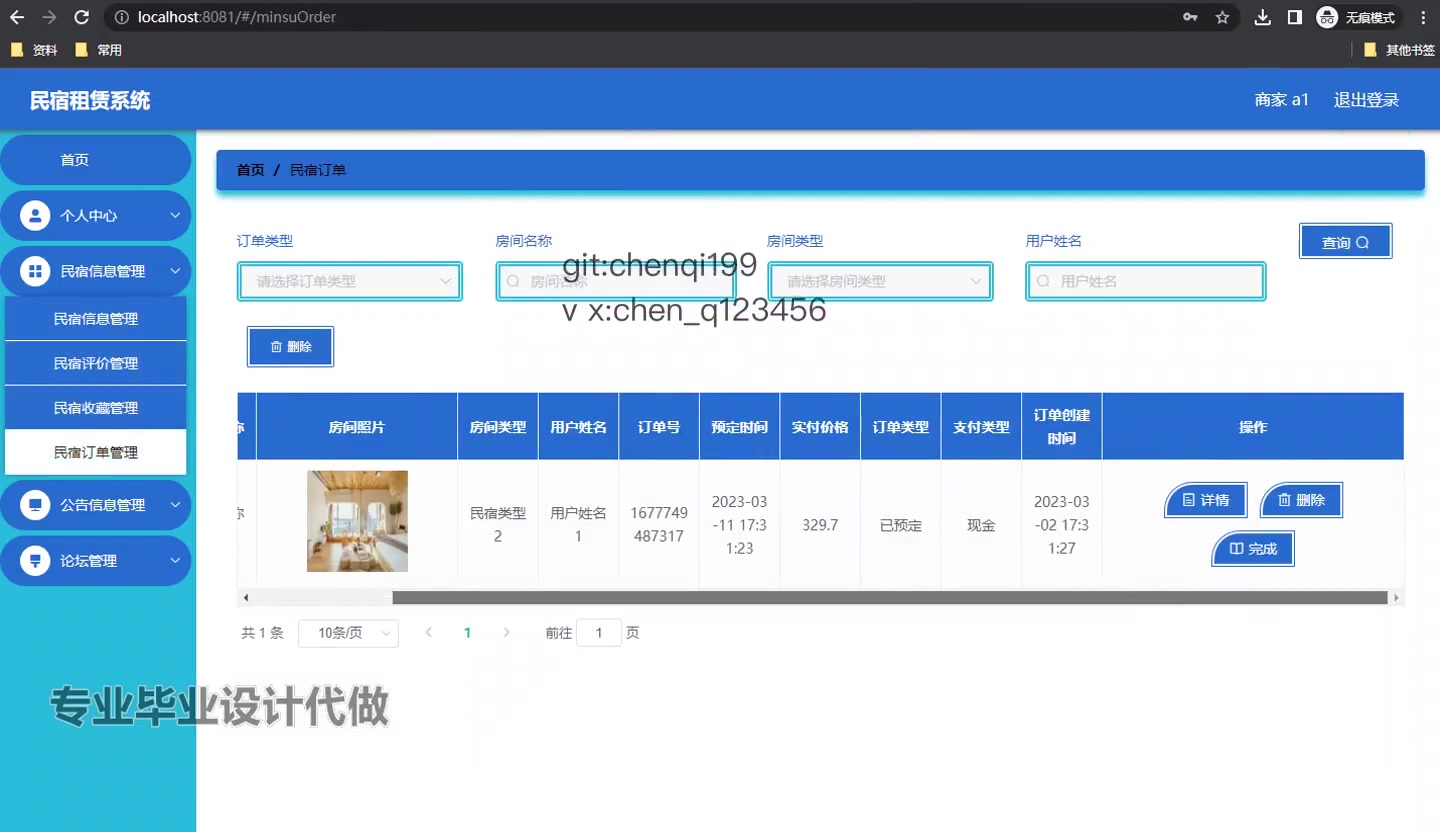 localhost:8081/#/minsuOrder
无痕模式
资料
常用
其他书签
民宿租赁系统
商家 a1
退出登录
首页
个人中心
民宿信息管理
民宿信息管理
民宿评价管理
民宿收藏管理
民宿订单管理
公告信息管理
论坛管理
首页 / 民宿订单
订单类型
房间名称
房间类型
用户姓名
查询
请选择订单类型
房间名称
请选择房间类型
用户姓名
git:chenqi199
v x:chen_q123456
删除
房间照片
房间类型
用户姓名
订单号
预定时间
实付价格
订单类型
支付类型
订单创建
时间
操作
民宿类型
2
用户姓名
1
1677749
487317
2023-03
-11 17:3
1:23
329.7
已预定
现金
2023-03
-02 17:3
1:27
详情
删除
完成
共 1 条
10条/页
1
前往 1 页
专业毕业设计代做